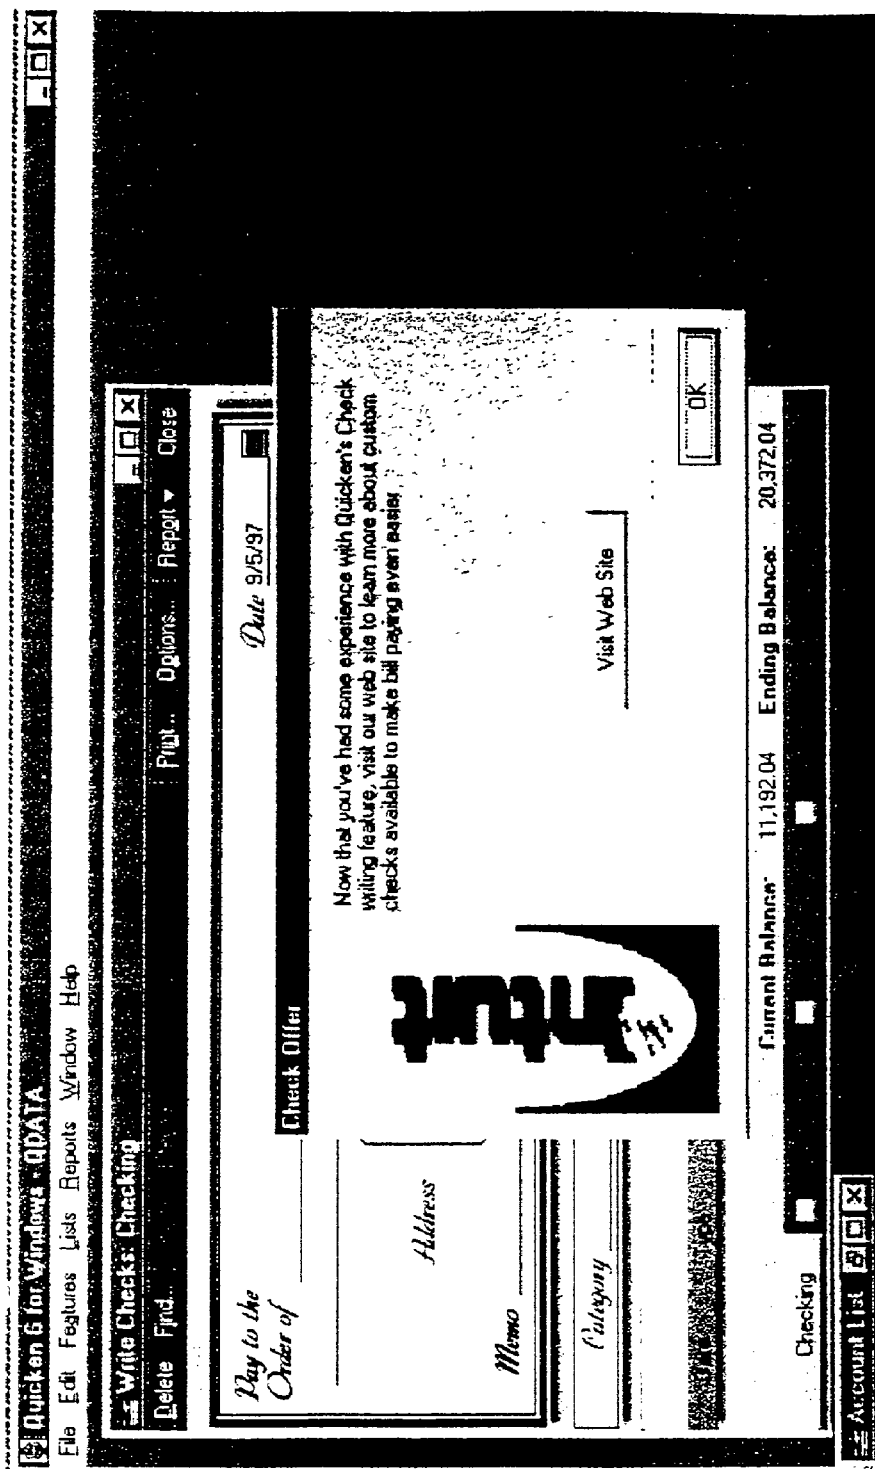 Quicken 6 for Windows - QDATA
File Edit Features Lists Reports Window Help
Write Checks: Checking
Delete Find... Print... Options... Report Close
Pay to the
Order of
Date 9/5/97
Check Offer
Now that you've had some experience with Quicken's Check
writing feature, visit our web site to learn more about custom
checks available to make bill paying even easier
Intuit
Visit Web Site
OK
Address
Memo
Category
Current Balance: 11,192.04 Ending Balance: 20,372.04
Checking
Account List